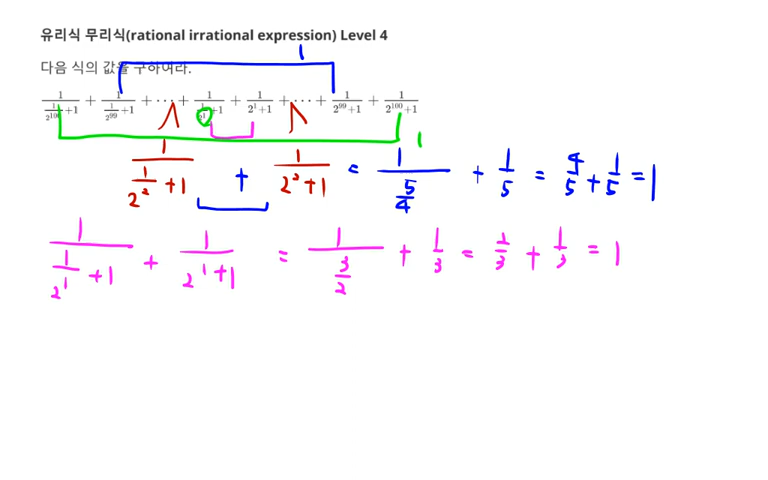 유리식 무리식(rational irrational expression) Level 4
1
다음 식의 값을 구하여라.
1/(1/2^100+1) + 1/(1/2^99+1) + ⋯ + 1/(1/2^1+1) + 1/(2^1+1) + ⋯ + 1/(2^99+1) + 1/(2^100+1)
1
1/(1/2^2+1) + 1/(2^2+1) = 1/(5/4) + 1/5 = 4/5 + 1/5 = 1
1/(1/2^1+1) + 1/(2^1+1) = 1/(3/2) + 1/3 = 2/3 + 1/3 = 1